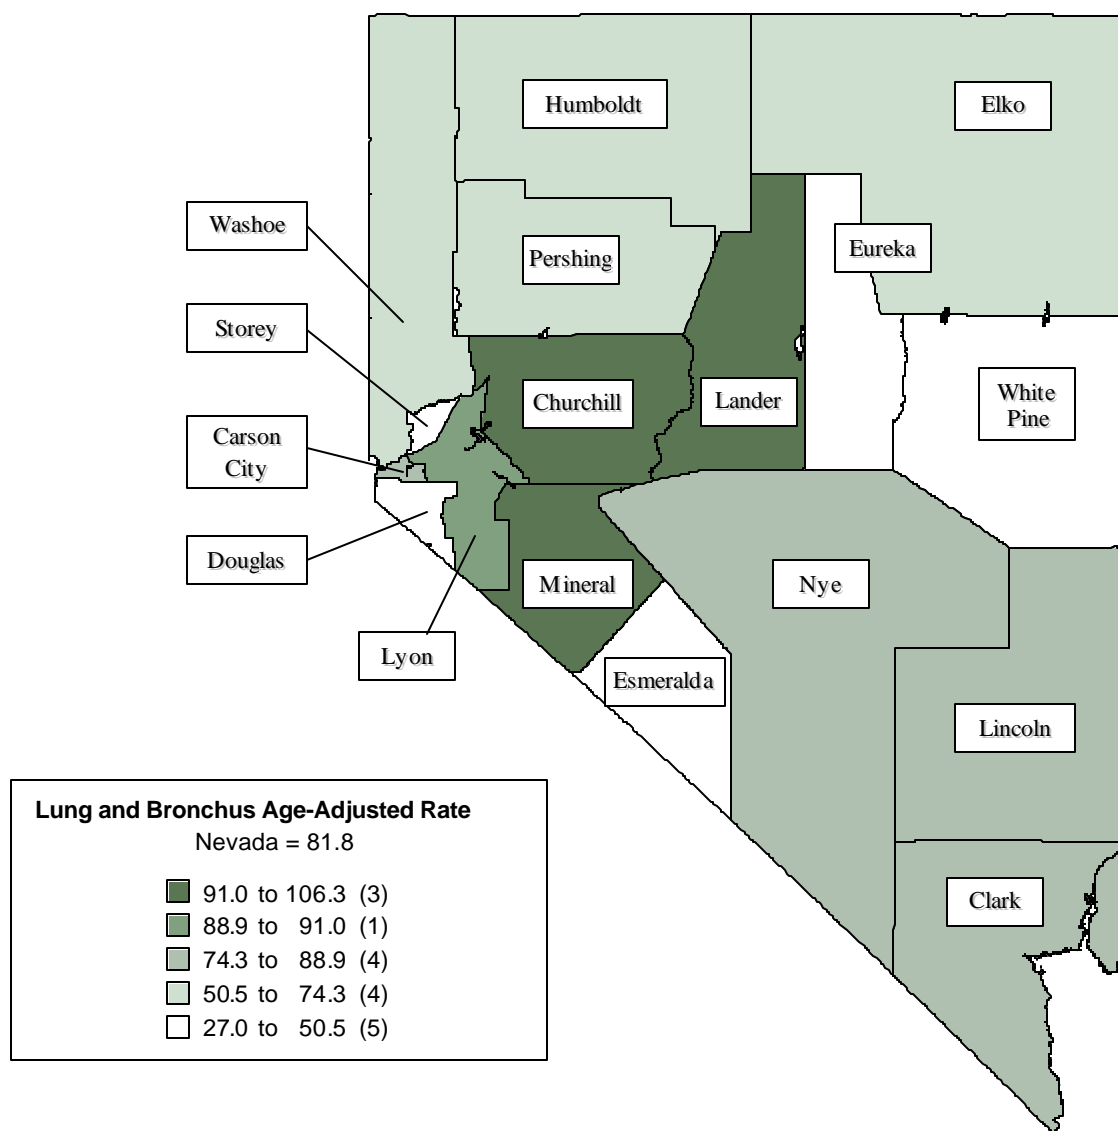 Humboldt
Elko
Washoe
Eureka
Pershing
Storey
White
Pine
Churchill
Lander
Carson
City
Douglas
Mineral
Nye
Lyon
Esmeralda
Lincoln
Lung and Bronchus Age-Adjusted Rate
Nevada = 81.8
91.0 to 106.3 (3)
88.9 to 91.0 (1)
74.3 to 88.9 (4)
50.5 to 74.3 (4)
27.0 to 50.5 (5)
Clark